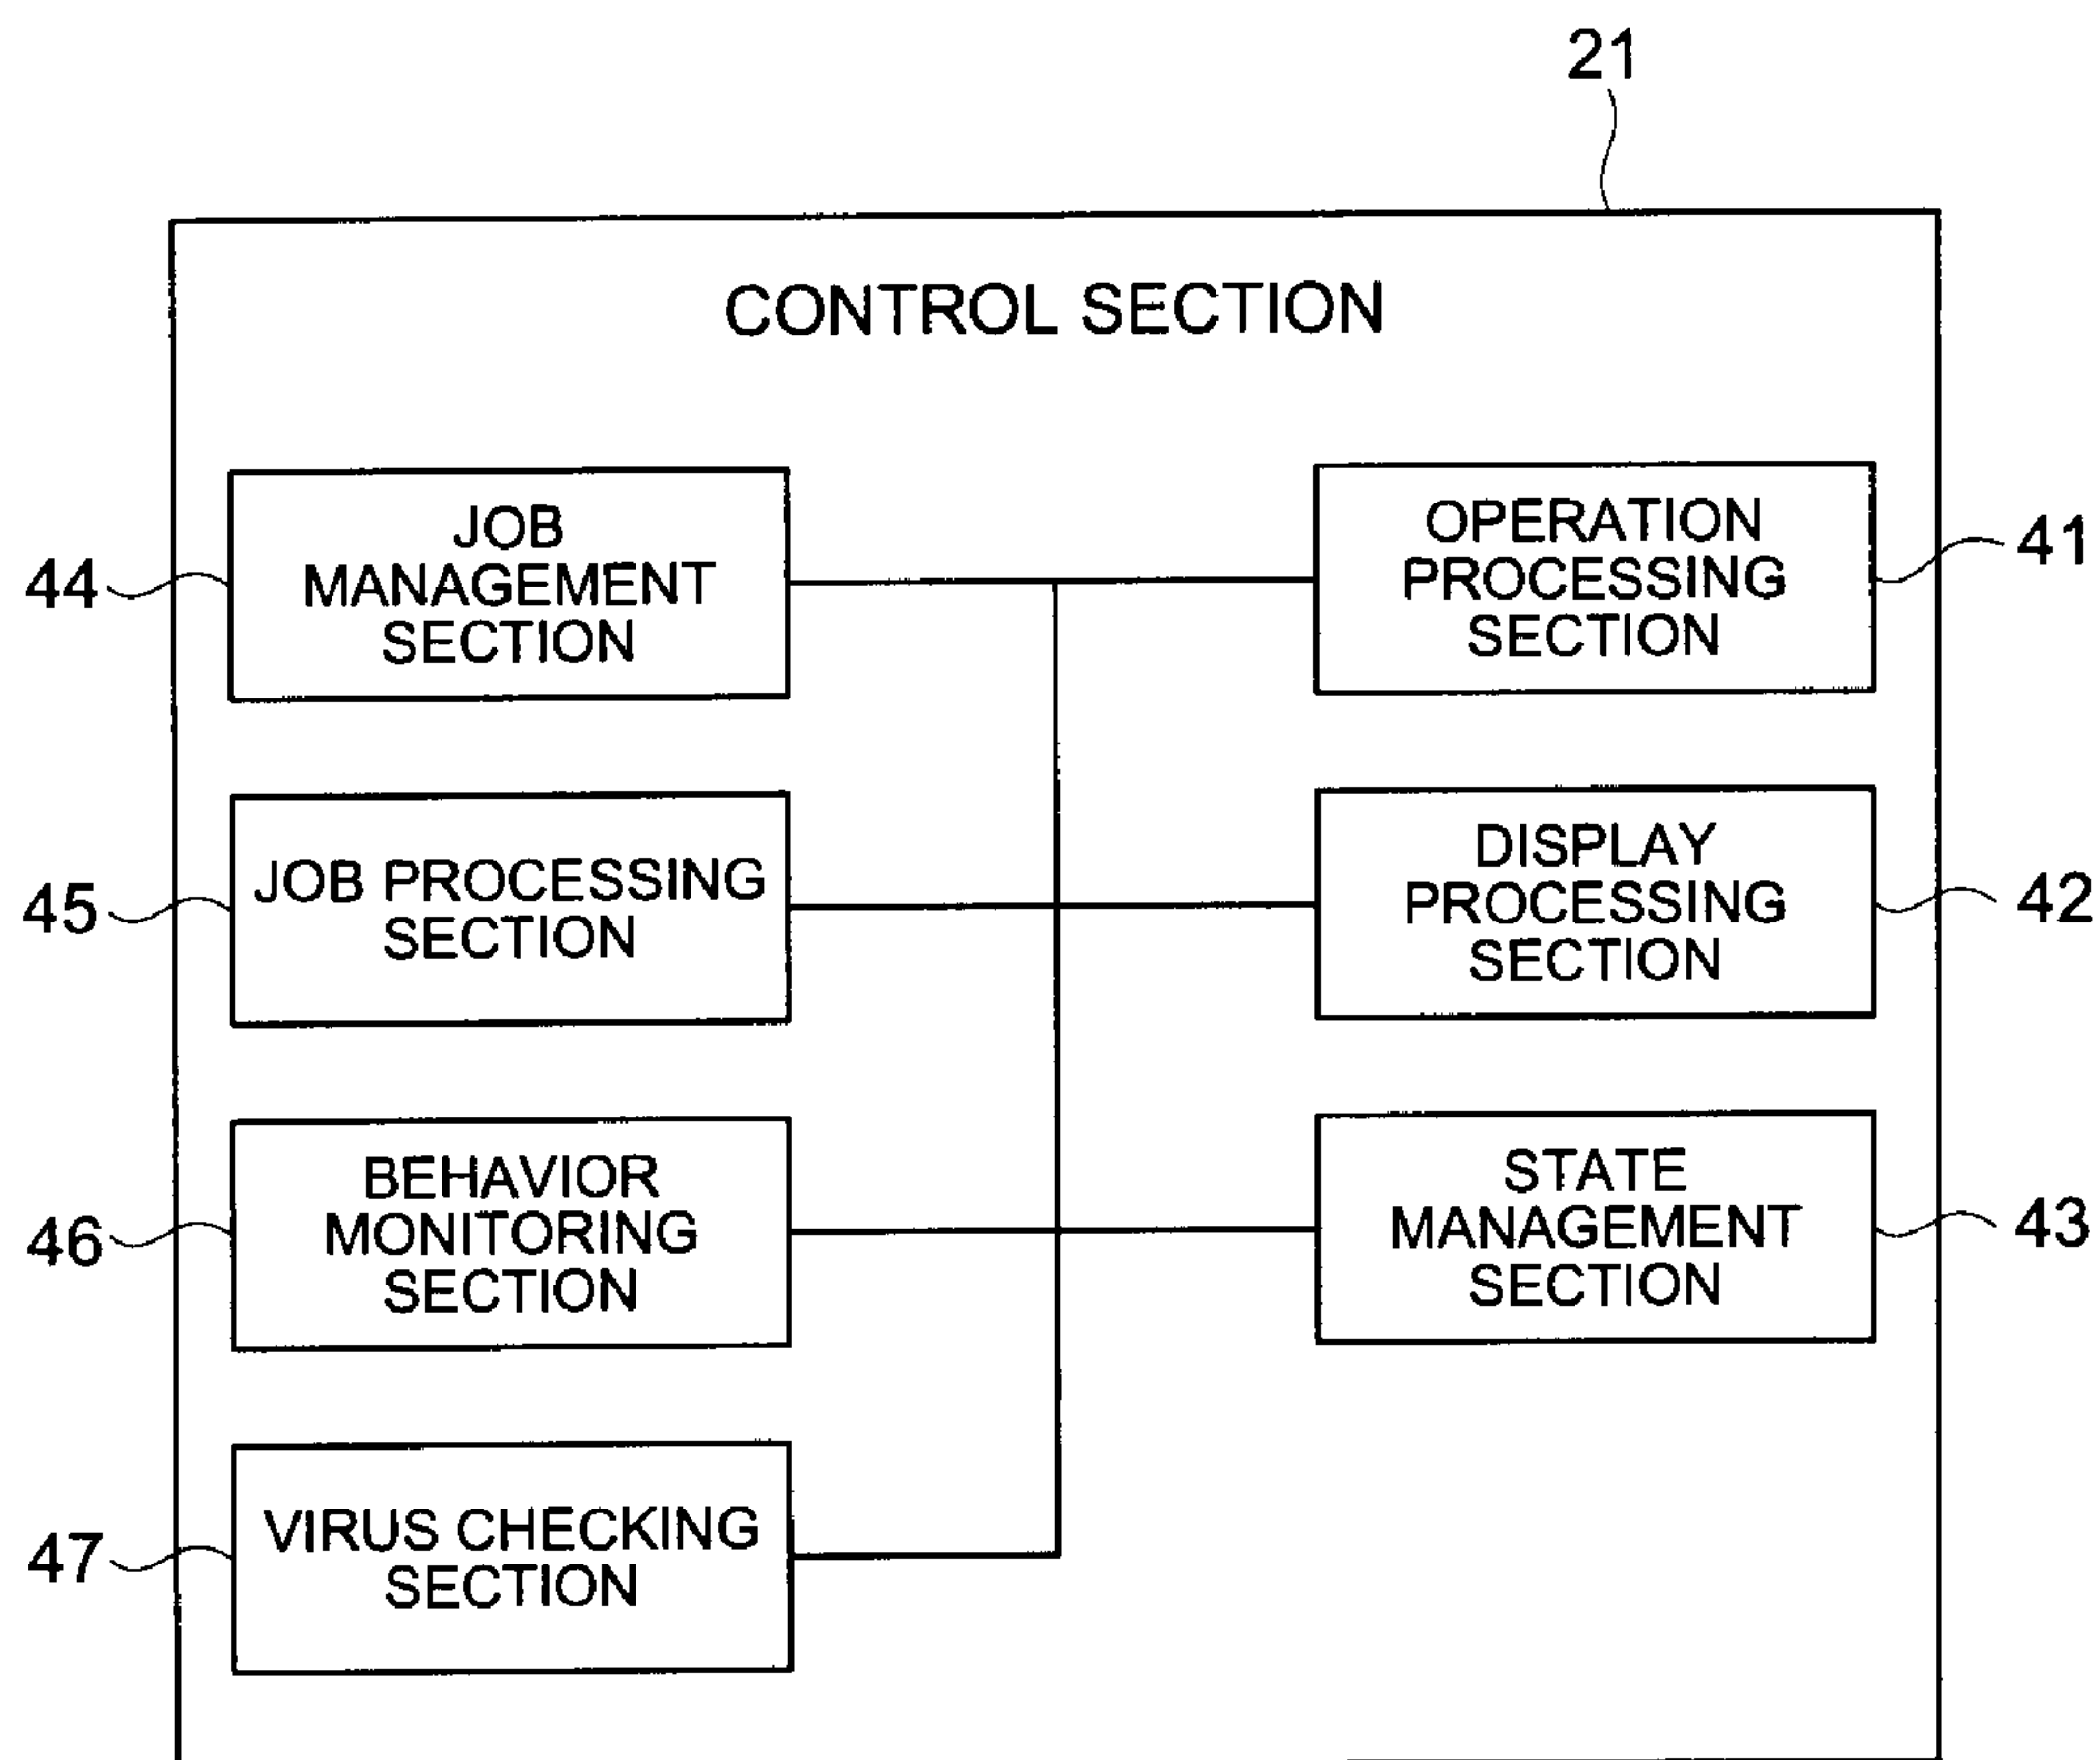 21
CONTROL SECTION
44
JOB
MANAGEMENT
SECTION
OPERATION
PROCESSING
SECTION
41
45
JOB PROCESSING
SECTION
DISPLAY
PROCESSING
SECTION
42
46
BEHAVIOR
MONITORING
SECTION
STATE
MANAGEMENT
SECTION
43
47
VIRUS CHECKING
SECTION